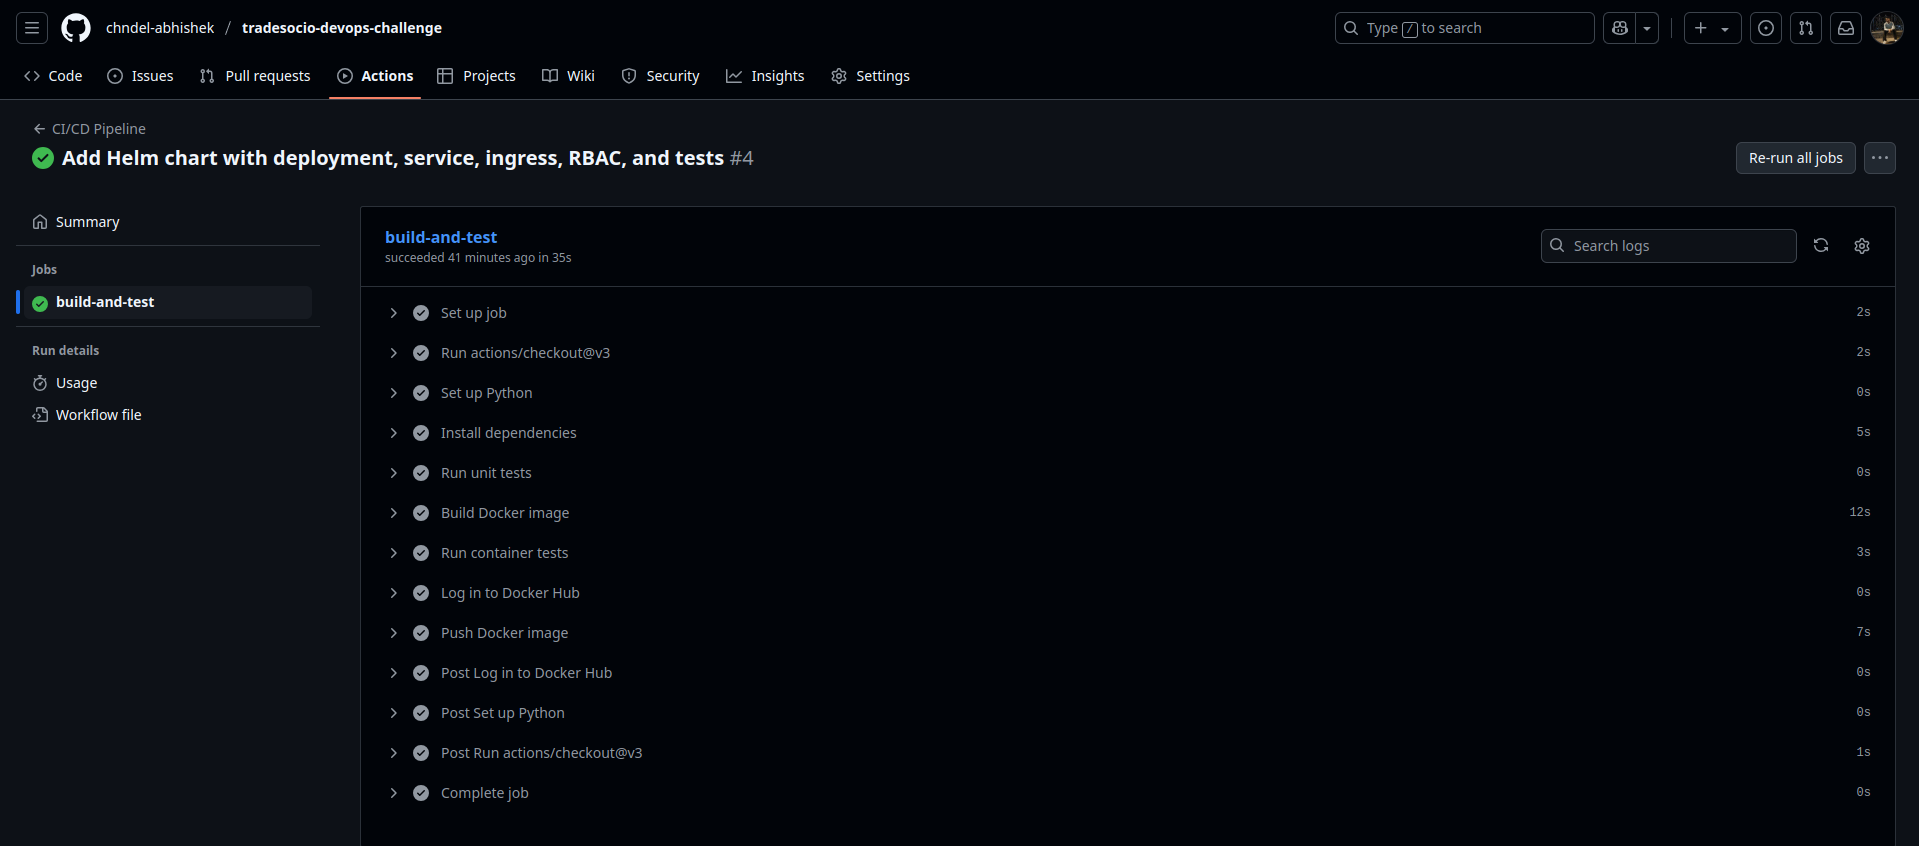 chndel-abhishek / tradesocio-devops-challenge
Type / to search
Code
Issues
Pull requests
Actions
Projects
Wiki
Security
Insights
Settings
CI/CD Pipeline
Add Helm chart with deployment, service, ingress, RBAC, and tests #4
Re-run all jobs
Summary
Jobs
build-and-test
Run details
Usage
Workflow file
build-and-test
succeeded 41 minutes ago in 35s
Search logs
Set up job 2s
Run actions/checkout@v3 2s
Set up Python 0s
Install dependencies 5s
Run unit tests 0s
Build Docker image 12s
Run container tests 3s
Log in to Docker Hub 0s
Push Docker image 7s
Post Log in to Docker Hub 0s
Post Set up Python 0s
Post Run actions/checkout@v3 1s
Complete job 0s